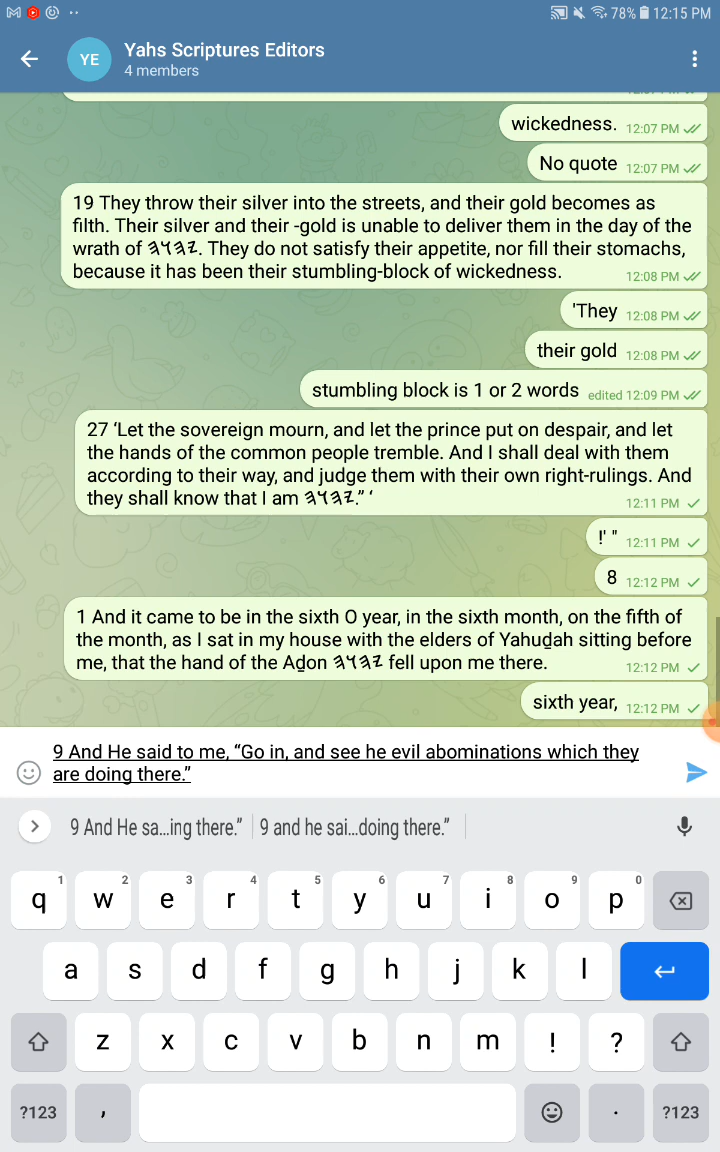 78% 12:15 PM
YE
Yahs Scriptures Editors
4 members
wickedness. 12:07 PM
No quote 12:07 PM
19 They throw their silver into the streets, and their gold becomes as
filth. Their silver and their -gold is unable to deliver them in the day of the
wrath of 𐤉𐤄𐤅𐤄. They do not satisfy their appetite, nor fill their stomachs,
because it has been their stumbling-block of wickedness. 12:08 PM
'They 12:08 PM
their gold 12:08 PM
stumbling block is 1 or 2 words edited 12:09 PM
27 ‘Let the sovereign mourn, and let the prince put on despair, and let
the hands of the common people tremble. And I shall deal with them
according to their way, and judge them with their own right-rulings. And
they shall know that I am 𐤉𐤄𐤅𐤄.” ‘ 12:11 PM
!' " 12:11 PM
8 12:12 PM
1 And it came to be in the sixth O year, in the sixth month, on the fifth of
the month, as I sat in my house with the elders of Yahuḏah sitting before
me, that the hand of the Aḏon 𐤉𐤄𐤅𐤄 fell upon me there. 12:12 PM
sixth year, 12:12 PM
9 And He said to me, “Go in, and see he evil abominations which they
are doing there.”
9 And He sa...ing there.” 9 and he sai...doing there.”
q 1 w 2 e 3 r 4 t 5 y 6 u 7 i 8 o 9 p 0
a s d f g h j k l
z x c v b n m ! ?
?123 , . ?123